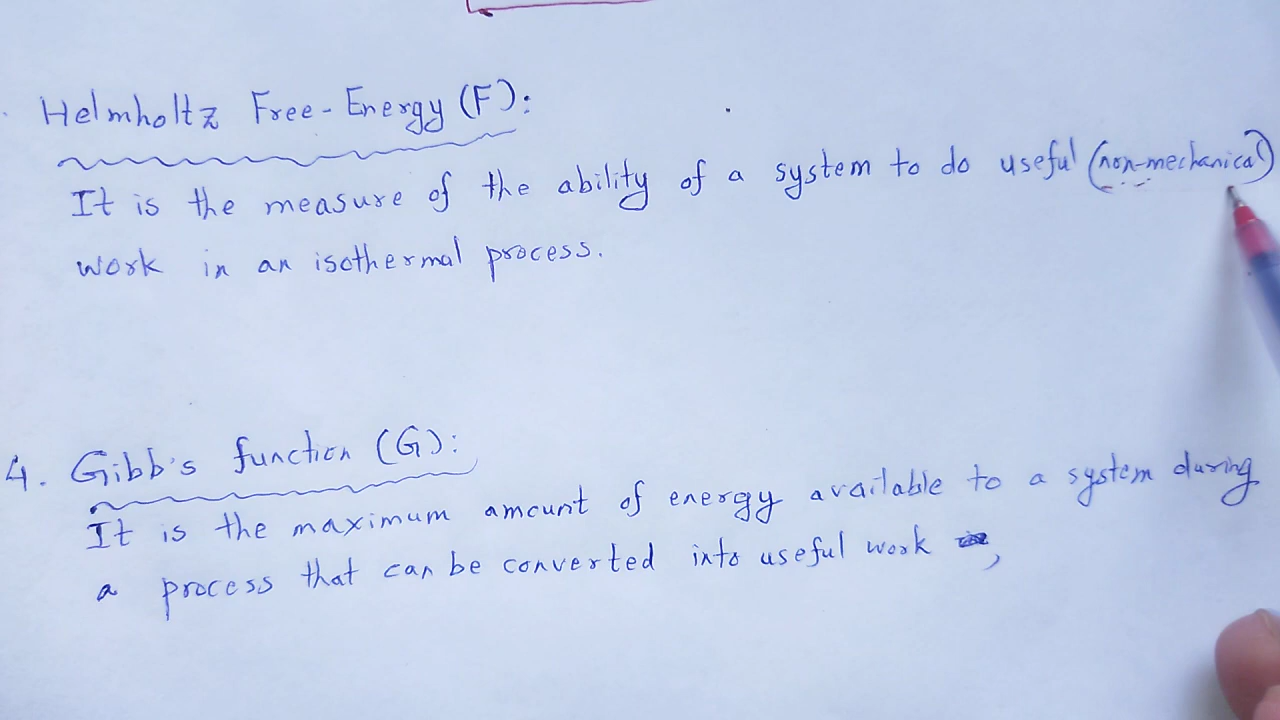 Helmholtz Free-Energy (F):
It is the measure of the ability of a system to do useful (non-mechanical)
work in an isothermal process.
4. Gibb's function (G):
It is the maximum amount of energy available to a system during
a process that can be converted into useful work ,